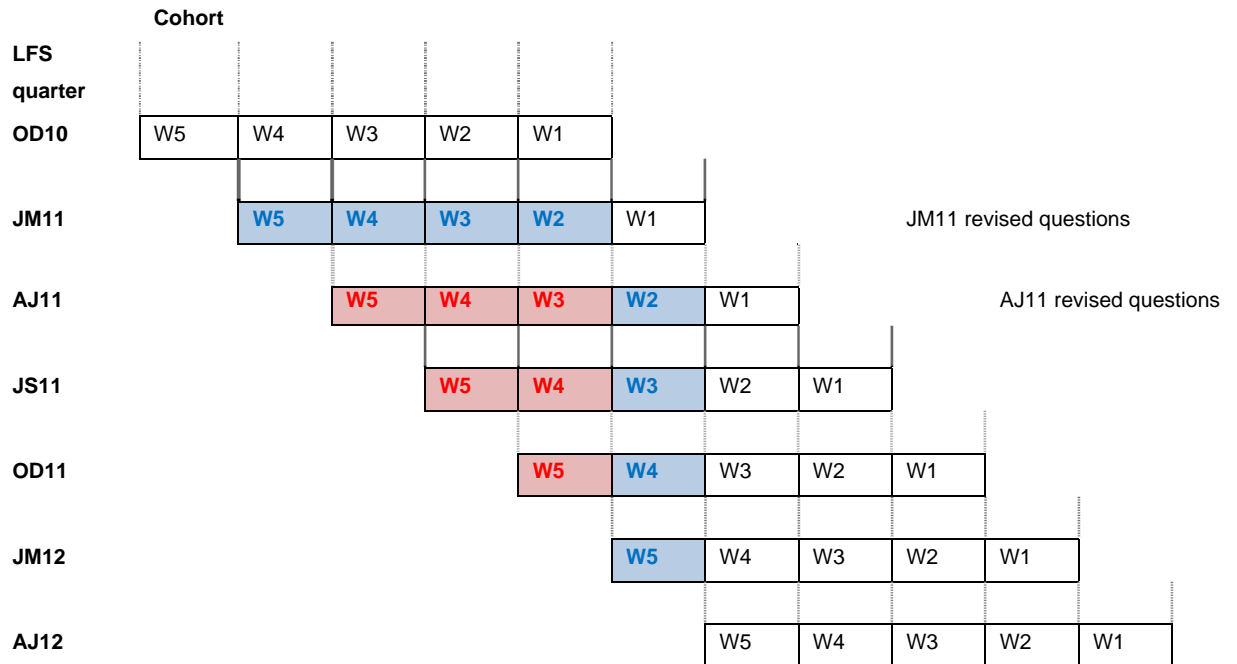 Cohort
LFS
quarter
OD10 W5 W4 W3 W2 W1
JM11 W5 W4 W3 W2 W1 JM11 revised questions
AJ11 W5 W4 W3 W2 W1 AJ11 revised questions
JS11 W5 W4 W3 W2 W1
OD11 W5 W4 W3 W2 W1
JM12 W5 W4 W3 W2 W1
AJ12 W5 W4 W3 W2 W1